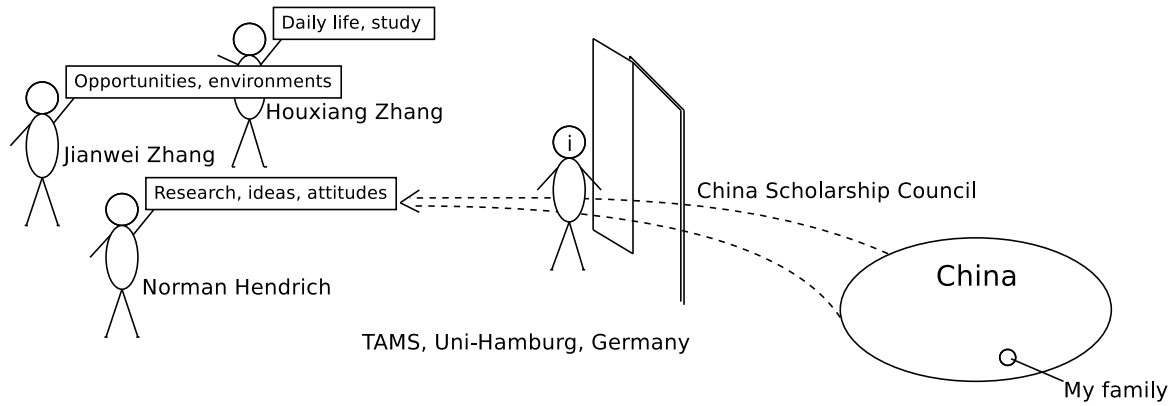 Daily life, study
Opportunities, environments
Houxiang Zhang
Jianwei Zhang
Research, ideas, attitudes
Norman Hendrich
i
China Scholarship Council
China
TAMS, Uni-Hamburg, Germany
My family